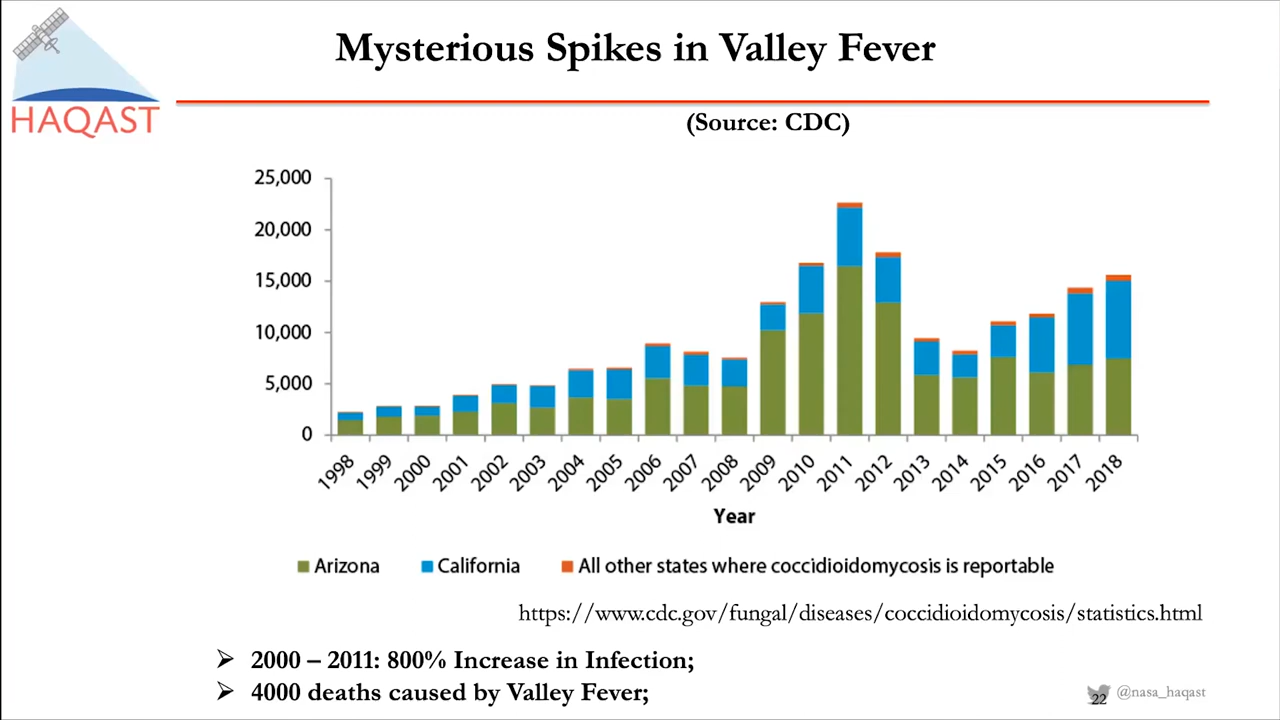 Mysterious Spikes in Valley Fever
HAQAST
(Source: CDC)
25,000
20,000
15,000
10,000
5,000
0
1998 1999 2000 2001 2002 2003 2004 2005 2006 2007 2008 2009 2010 2011 2012 2013 2014 2015 2016 2017 2018
Year
Arizona California All other states where coccidioidomycosis is reportable
https://www.cdc.gov/fungal/diseases/coccidioidomycosis/statistics.html
➢ 2000 – 2011: 800% Increase in Infection;
➢ 4000 deaths caused by Valley Fever;
22 @nasa_haqast